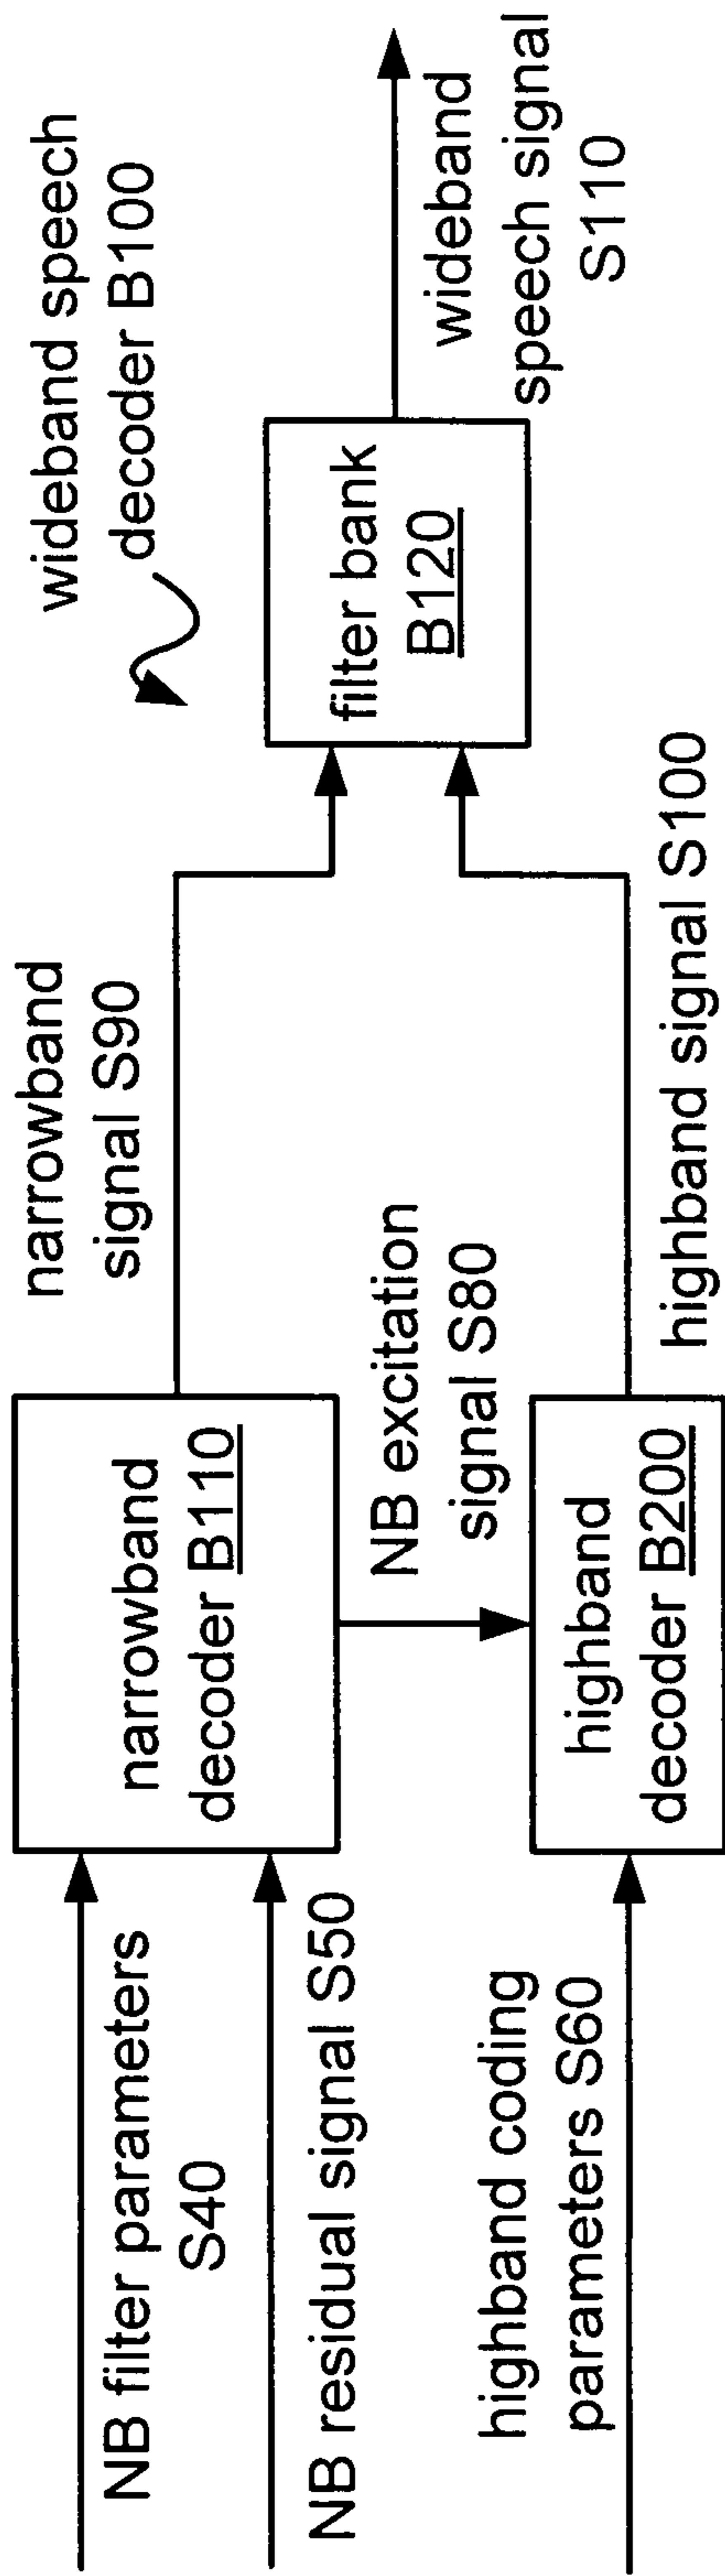 wideband speech
decoder B100
NB filter parameters
S40
NB residual signal S50
narrowband
decoder B110
narrowband
signal S90
NB excitation
signal S80
highband coding
parameters S60
highband
decoder B200
highband signal S100
filter bank
B120
wideband
speech signal
S110